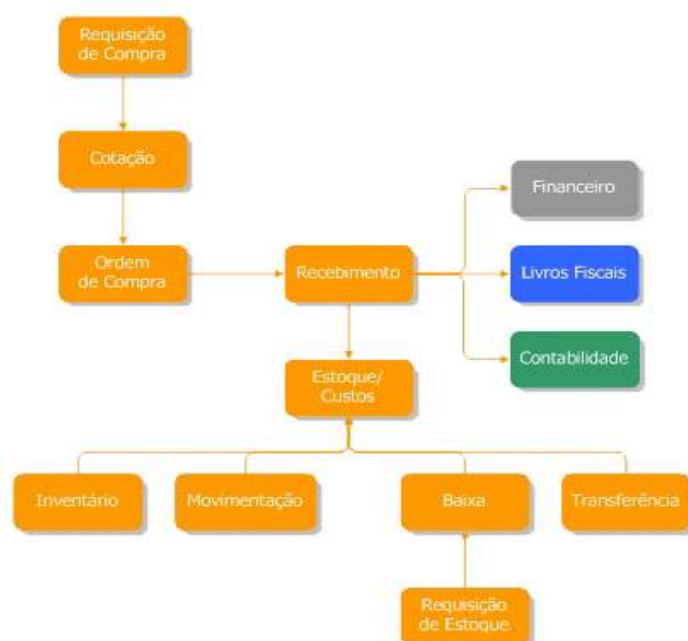 Requisição
de Compra
Cotação
Financeiro
Ordem
de Compra
Recebimento
Livros Fiscais
Contabilidade
Estoque/
Custos
Inventário
Movimentação
Baixa
Transferência
Requisição
de Estoque